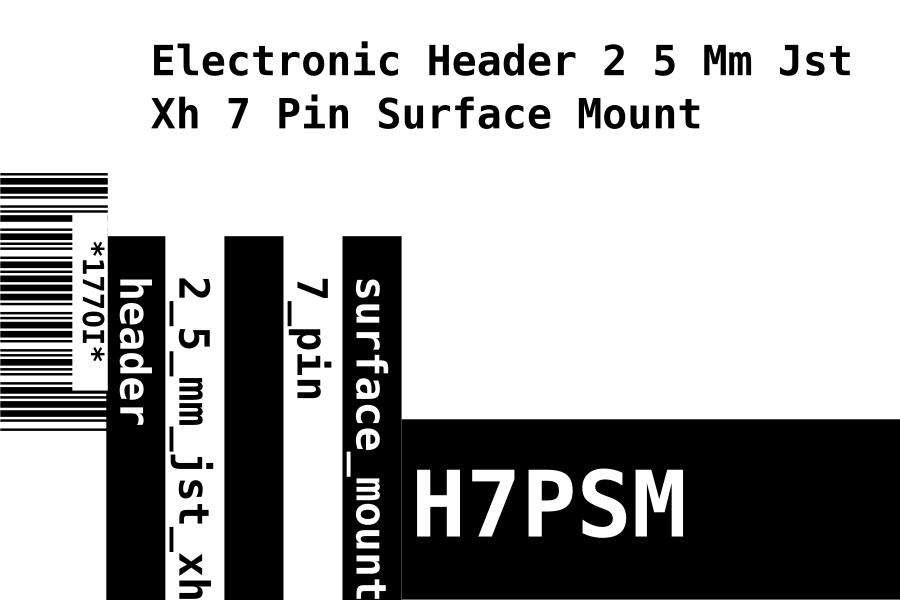 Electronic Header 2 5 Mm Jst
Xh 7 Pin Surface Mount
*1770I*
header
2_5_mm_jst_xh
7_pin
surface_mount
H7PSM